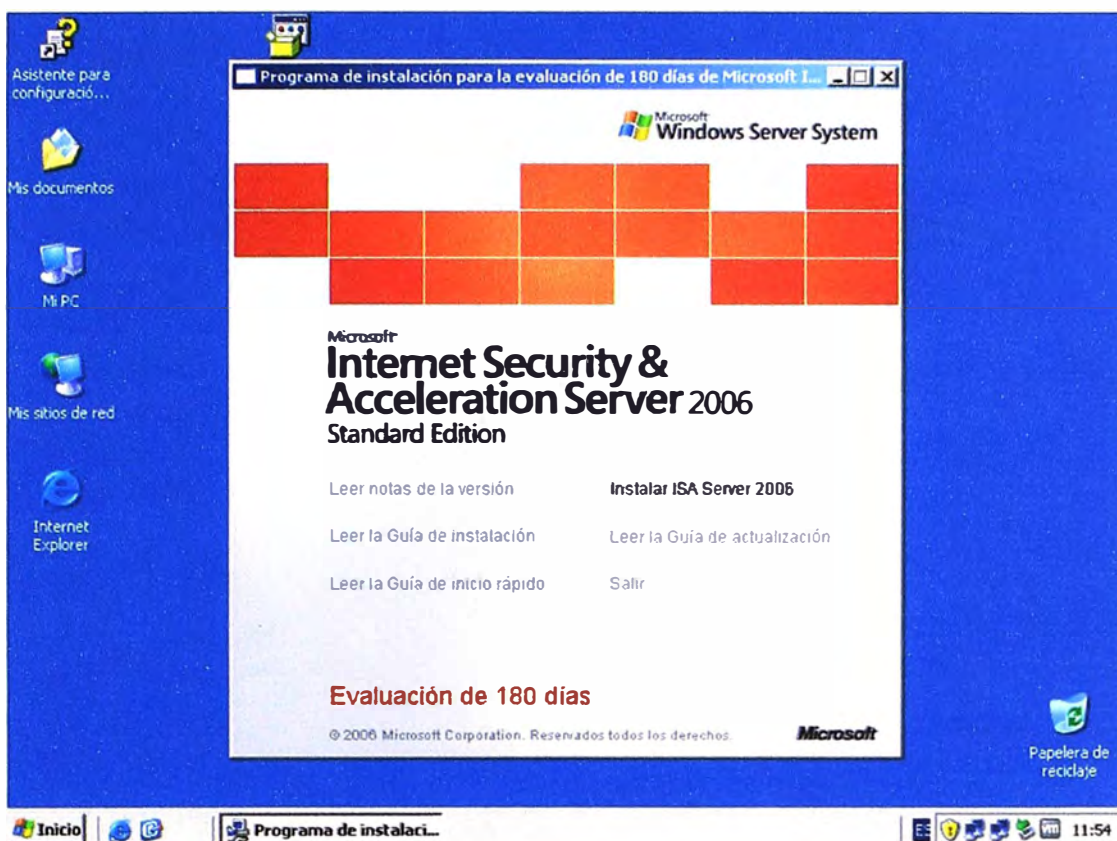 Asistente para
configuració...
Mis documentos
Mi PC
Mis sitios de red
Internet
Explorer
Programa de instalación para la evaluación de 180 días de Microsoft I...
Microsoft
Windows Server System
Microsoft
Internet Security &
Acceleration Server 2006
Standard Edition
Leer notas de la versión
Instalar ISA Server 2006
Leer la Guía de instalación
Leer la Guía de actualización
Leer la Guía de inicio rápido
Salir
Evaluación de 180 días
© 2006 Microsoft Corporation. Reservados todos los derechos.
Microsoft
Papelera de
reciclaje
Inicio
Programa de instalaci...
ES
vm
11:54